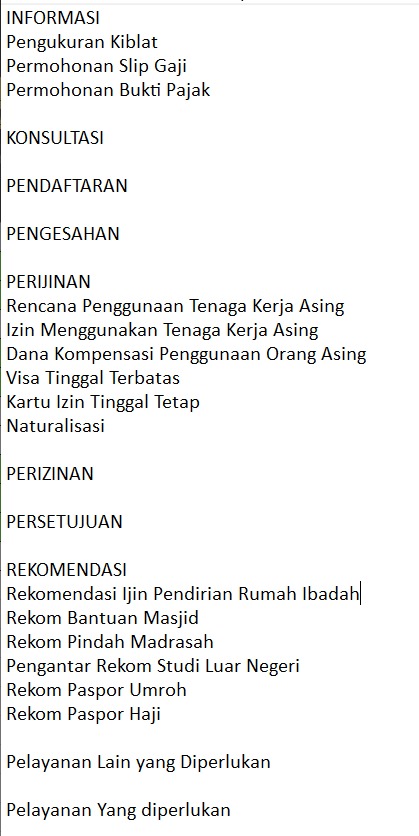 INFORMASI
Pengukuran Kiblat
Permohonan Slip Gaji
Permohonan Bukti Pajak
KONSULTASI
PENDAFTARAN
PENGESAHAN
PERIJINAN
Rencana Penggunaan Tenaga Kerja Asing
Izin Menggunakan Tenaga Kerja Asing
Dana Kompensasi Penggunaan Orang Asing
Visa Tinggal Terbatas
Kartu Izin Tinggal Tetap
Naturalisasi
PERIZINAN
PERSETUJUAN
REKOMENDASI
Rekomendasi Ijin Pendirian Rumah Ibadah
Rekom Bantuan Masjid
Rekom Pindah Madrasah
Pengantar Rekom Studi Luar Negeri
Rekom Paspor Umroh
Rekom Paspor Haji
Pelayanan Lain yang Diperlukan
Pelayanan Yang diperlukan